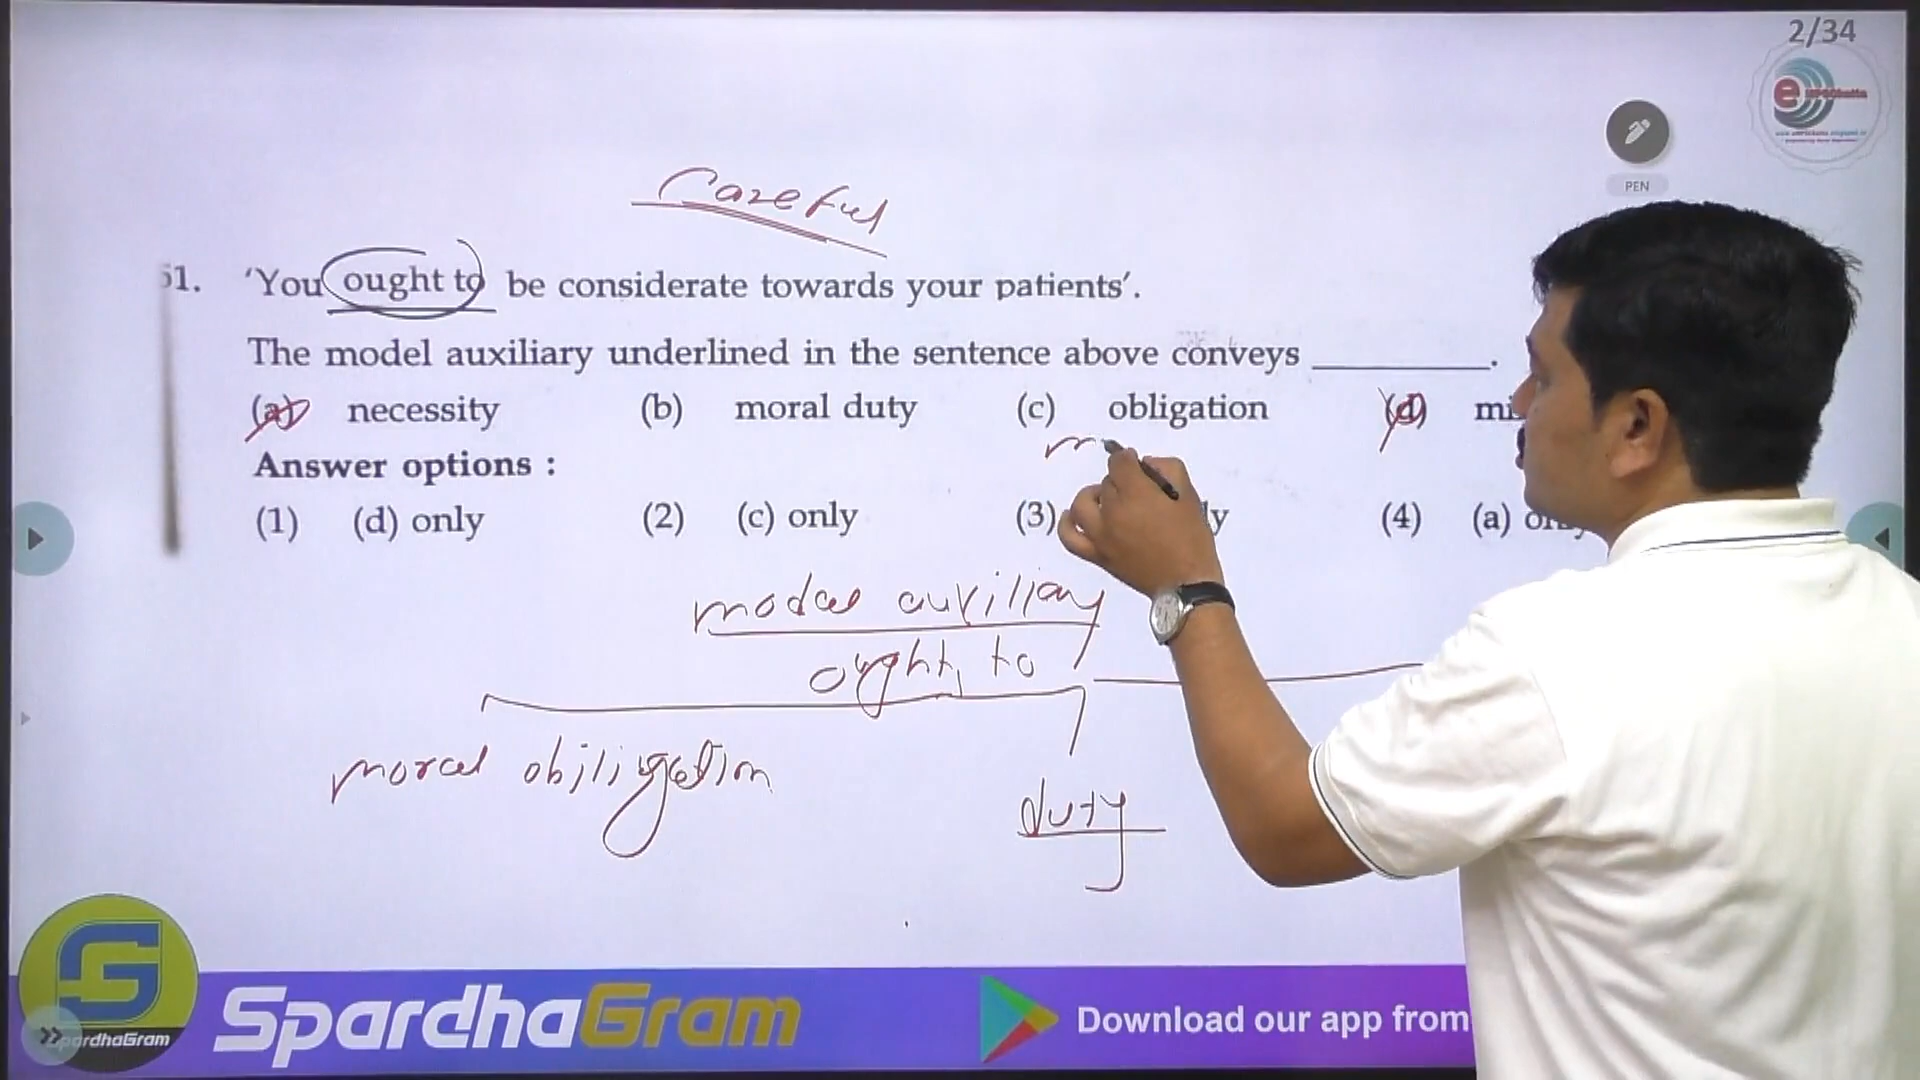 2/34
PEN
Careful
51. 'You ought to be considerate towards your patients'.
The model auxiliary underlined in the sentence above conveys ________.
(a) necessity (b) moral duty (c) obligation (d)
Answer options :
(1) (d) only (2) (c) only (3) (4) (a)
modal auxiliary
ought to
moral obiligation
duty
SpardhaGram
SpardhaGram
Download our app from